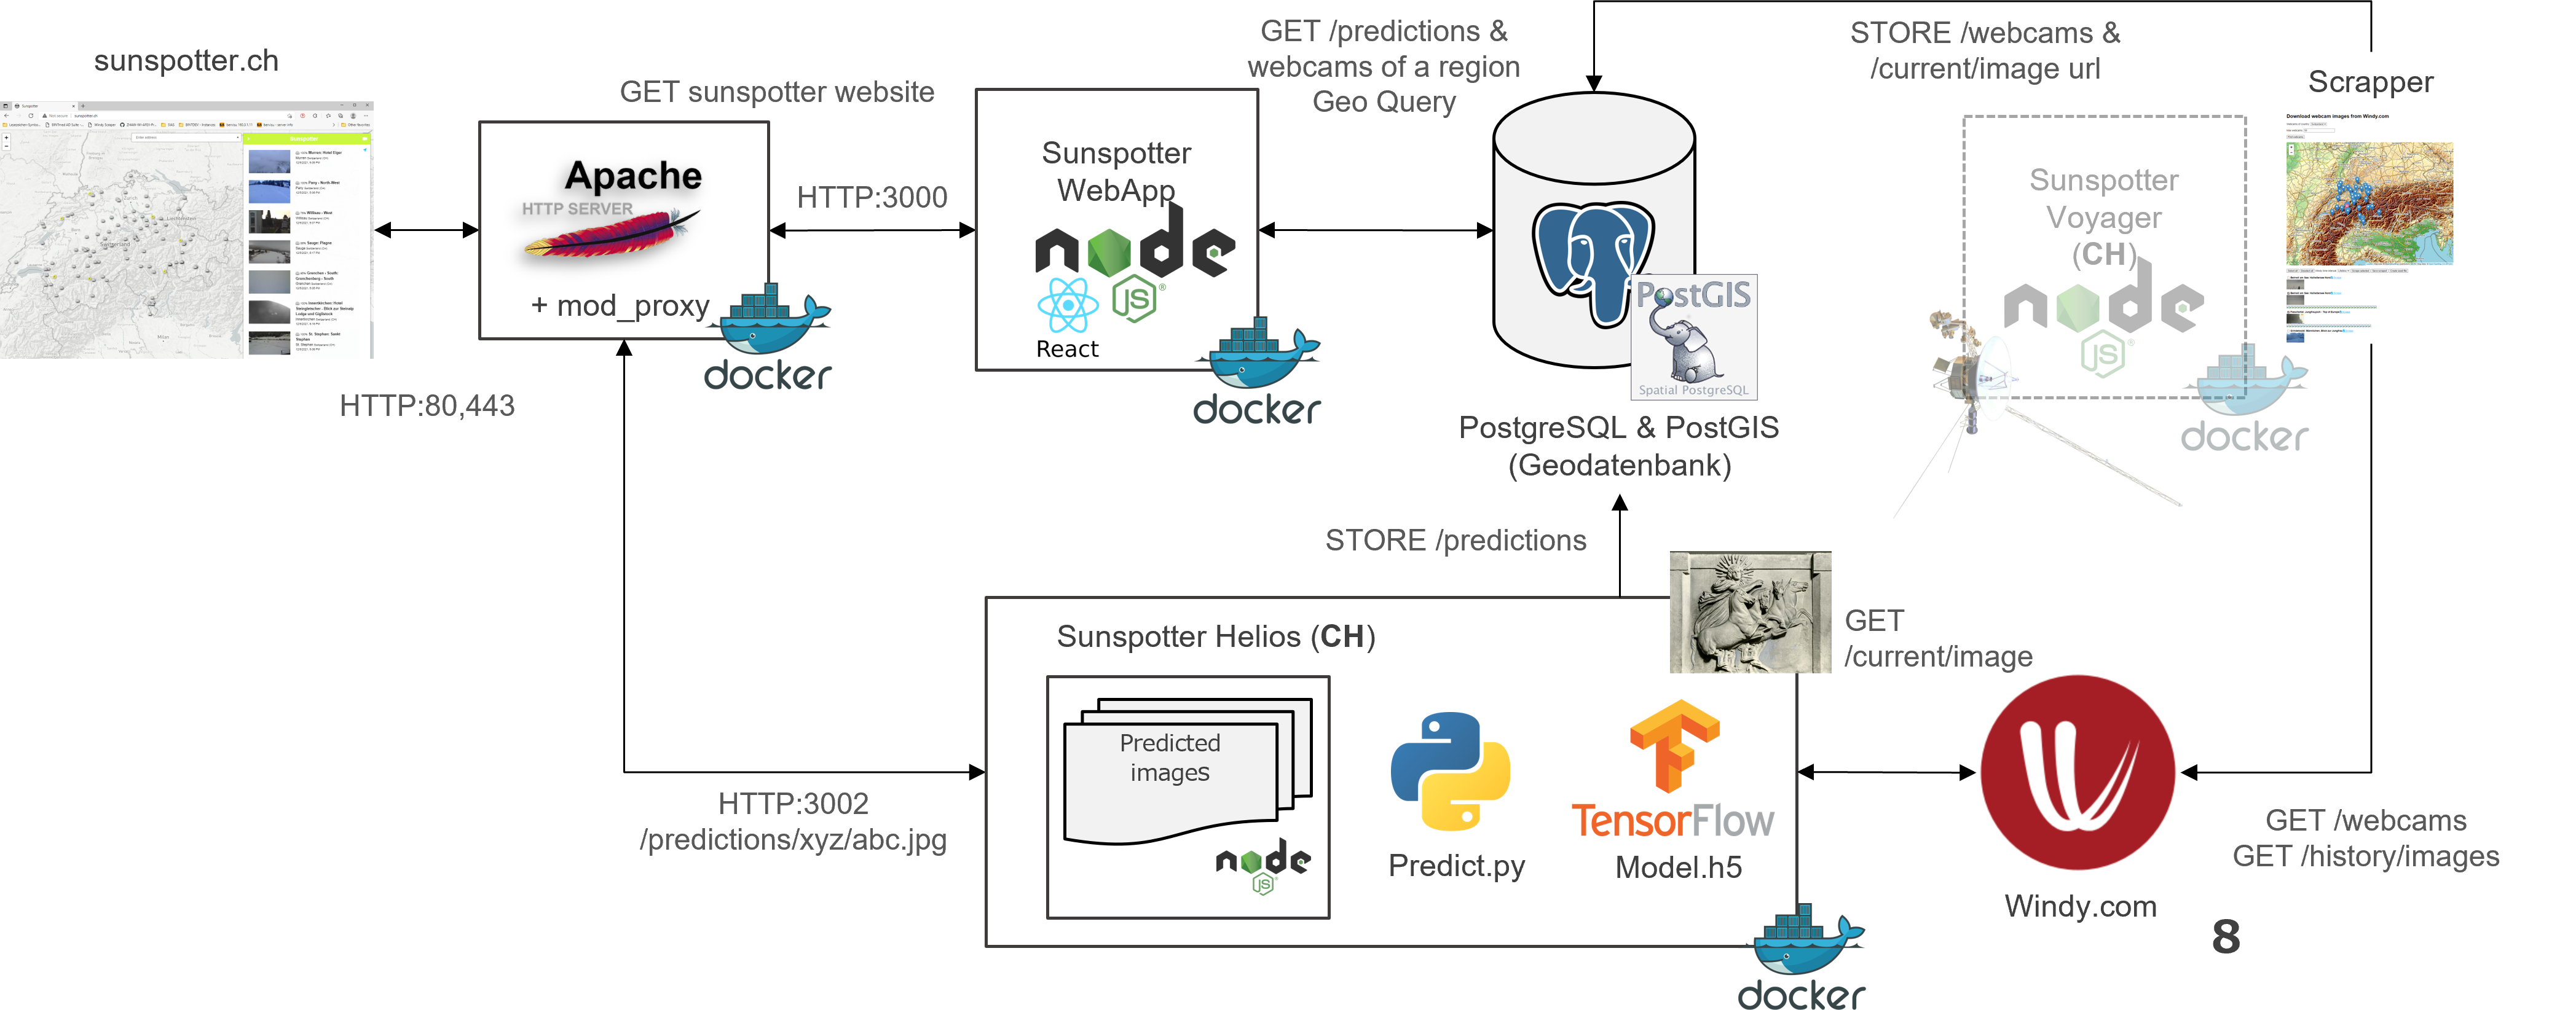 sunspotter.ch
HTTP:80,443
GET sunspotter website
Apache
HTTP SERVER
+ mod_proxy
docker
HTTP:3000
Sunspotter
WebApp
node
JS
React
docker
GET /predictions &
webcams of a region
Geo Query
PostGIS
Spatial PostgreSQL
PostgreSQL & PostGIS
(Geodatenbank)
STORE /webcams &
/current/image url
Scrapper
Download webcam images from Windy.com
Sunspotter
Voyager
(CH)
node
JS
docker
STORE /predictions
Sunspotter Helios (CH)
Predicted
images
node
JS
Predict.py
TensorFlow
Model.h5
docker
GET
/current/image
Windy.com
GET /webcams
GET /history/images
HTTP:3002
/predictions/xyz/abc.jpg
8